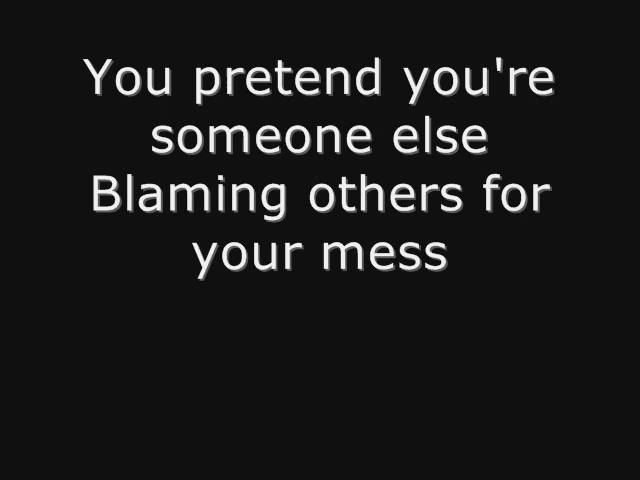 You pretend you're
someone else
Blaming others for
your mess